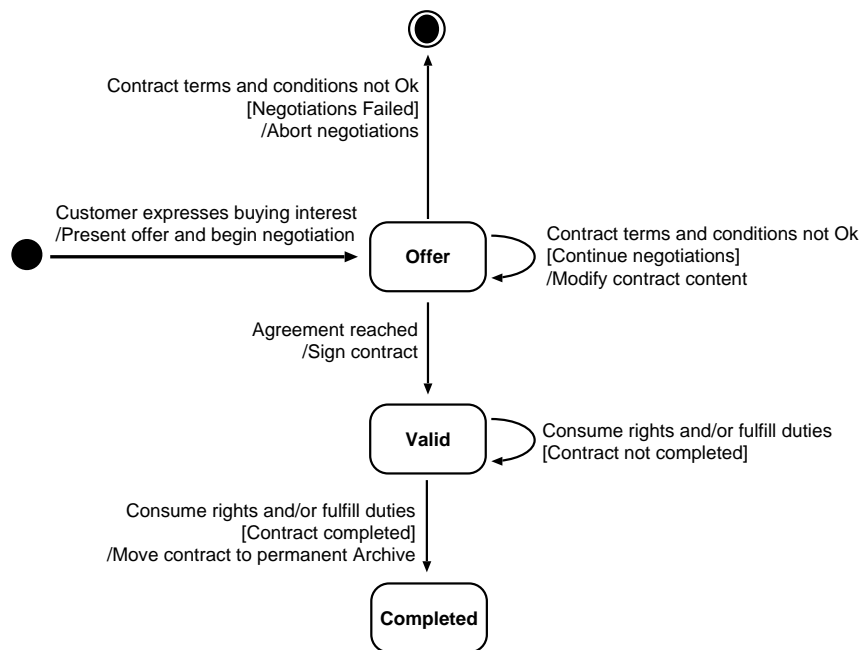 Contract terms and conditions not Ok
[Negotiations Failed]
/Abort negotiations
Customer expresses buying interest
/Present offer and begin negotiation
Offer
Contract terms and conditions not Ok
[Continue negotiations]
/Modify contract content
Agreement reached
/Sign contract
Valid
Consume rights and/or fulfill duties
[Contract not completed]
Consume rights and/or fulfill duties
[Contract completed]
/Move contract to permanent Archive
Completed